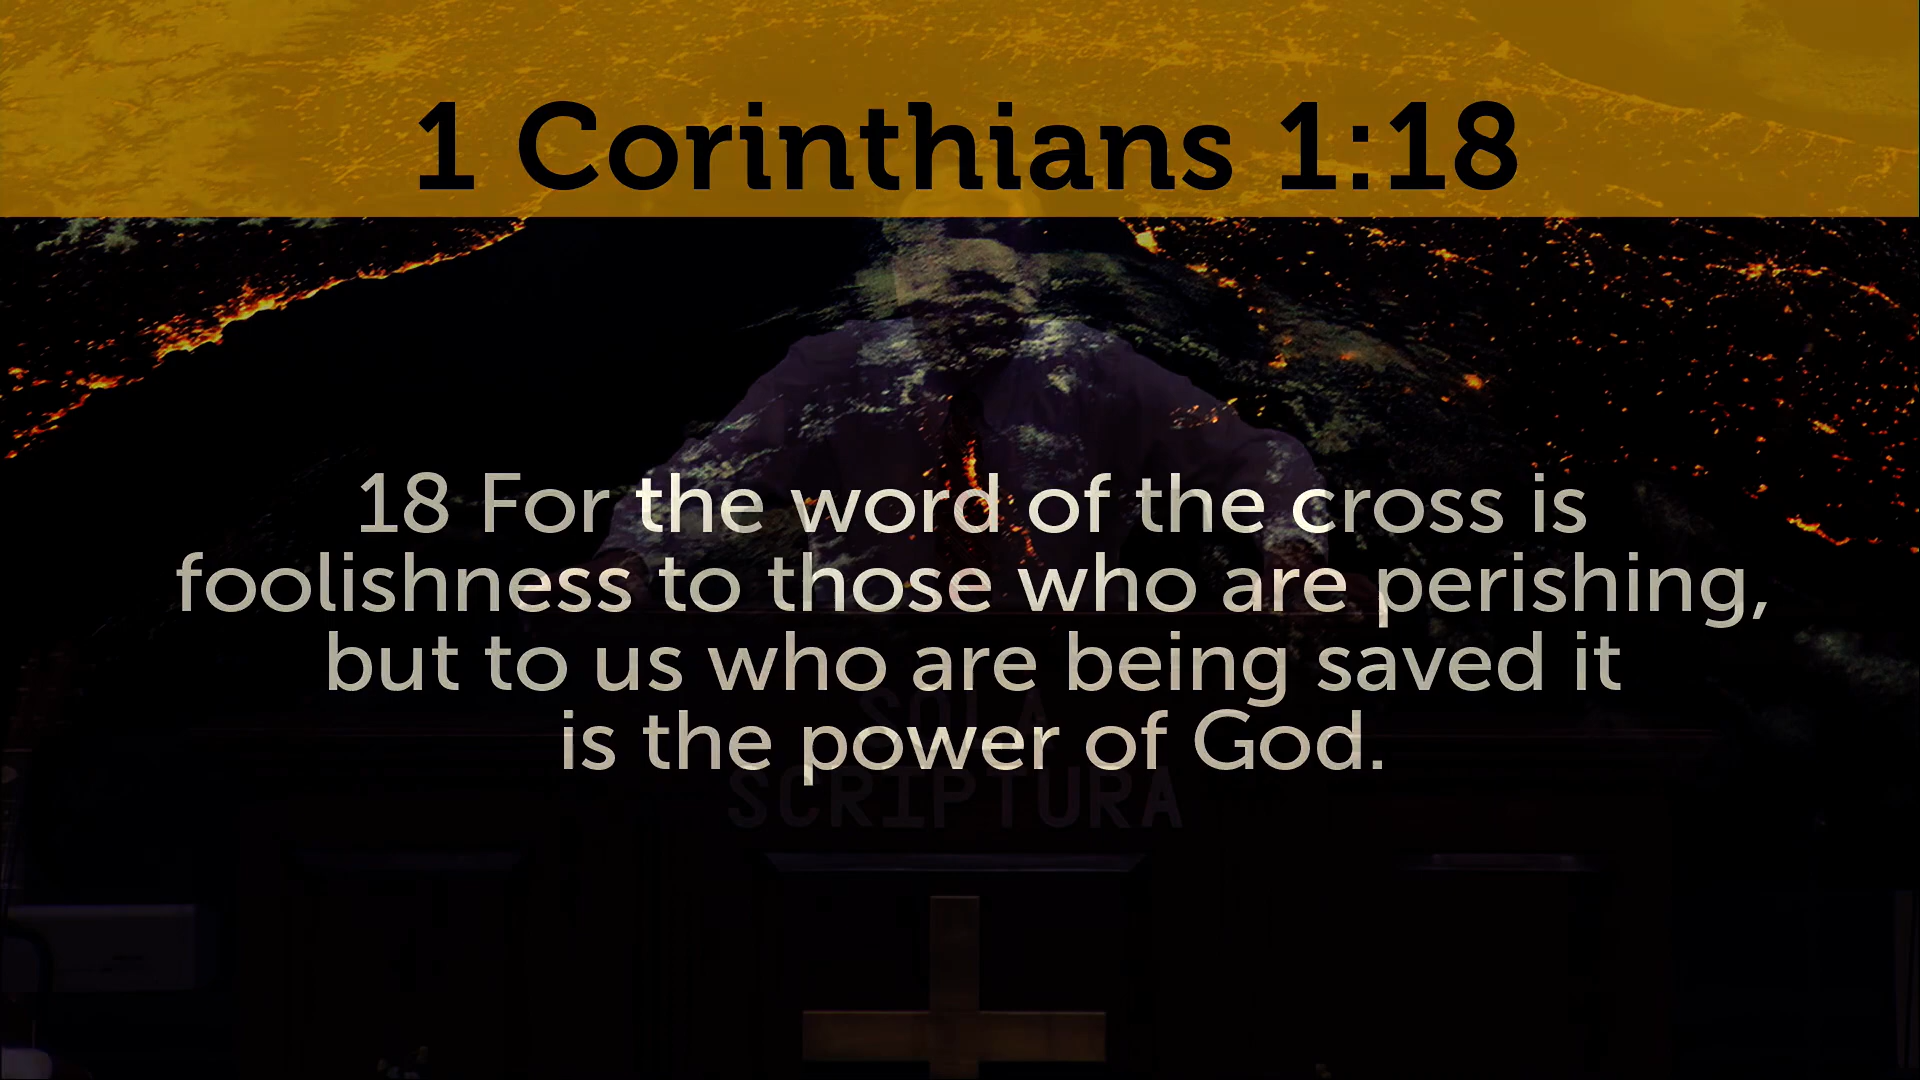 1 Corinthians 1:18
18 For the word of the cross is
foolishness to those who are perishing,
but to us who are being saved it
is the power of God.
SOLA
SCRIPTURA